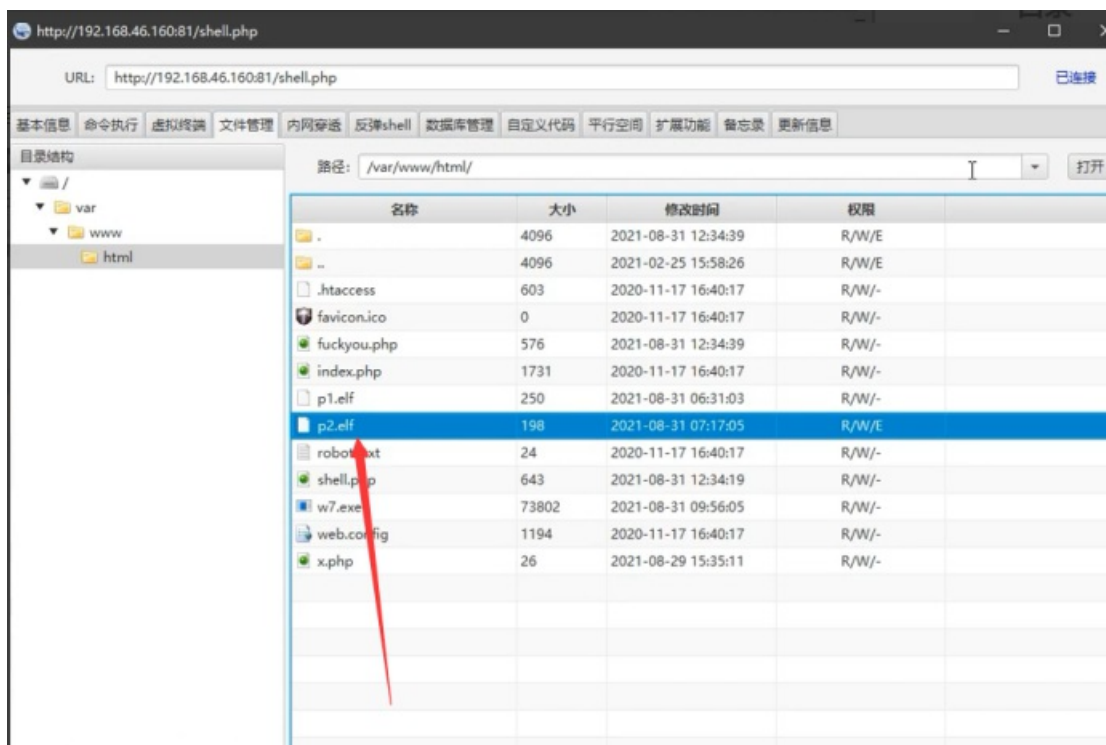 http://192.168.46.160:81/shell.php
URL: http://192.168.46.160:81/shell.php 已连接
基本信息 命令执行 虚拟终端 文件管理 内网穿透 反弹shell 数据库管理 自定义代码 平行空间 扩展功能 备忘录 更新信息
目录结构
路径: /var/www/html/ 打开
/
var
www
html
名称 大小 修改时间 权限
. 4096 2021-08-31 12:34:39 R/W/E
.. 4096 2021-02-25 15:58:26 R/W/E
.htaccess 603 2020-11-17 16:40:17 R/W/-
favicon.ico 0 2020-11-17 16:40:17 R/W/-
fuckyou.php 576 2021-08-31 12:34:39 R/W/-
index.php 1731 2020-11-17 16:40:17 R/W/-
p1.elf 250 2021-08-31 06:31:03 R/W/-
p2.elf 198 2021-08-31 07:17:05 R/W/E
robots.txt 24 2020-11-17 16:40:17 R/W/-
shell.php 643 2021-08-31 12:34:19 R/W/-
w7.exe 73802 2021-08-31 09:56:05 R/W/-
web.config 1194 2020-11-17 16:40:17 R/W/-
x.php 26 2021-08-29 15:35:11 R/W/-